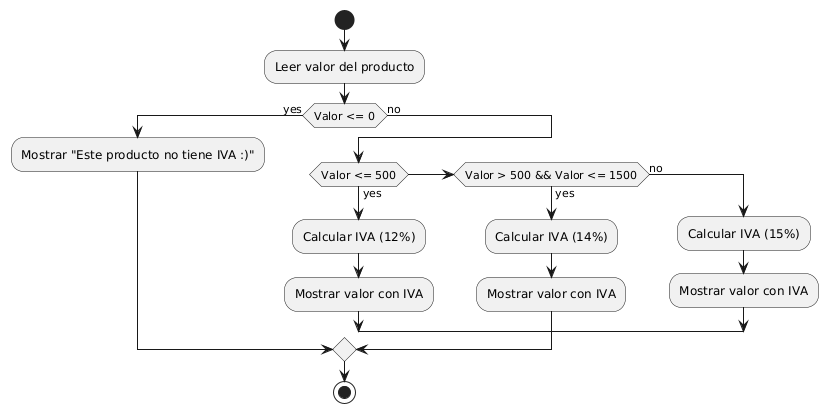 Leer valor del producto
yes
Valor <= 0
no
Mostrar "Este producto no tiene IVA :)"
Valor <= 500
yes
Valor > 500 && Valor <= 1500
yes
no
Calcular IVA (12%)
Calcular IVA (14%)
Calcular IVA (15%)
Mostrar valor con IVA
Mostrar valor con IVA
Mostrar valor con IVA